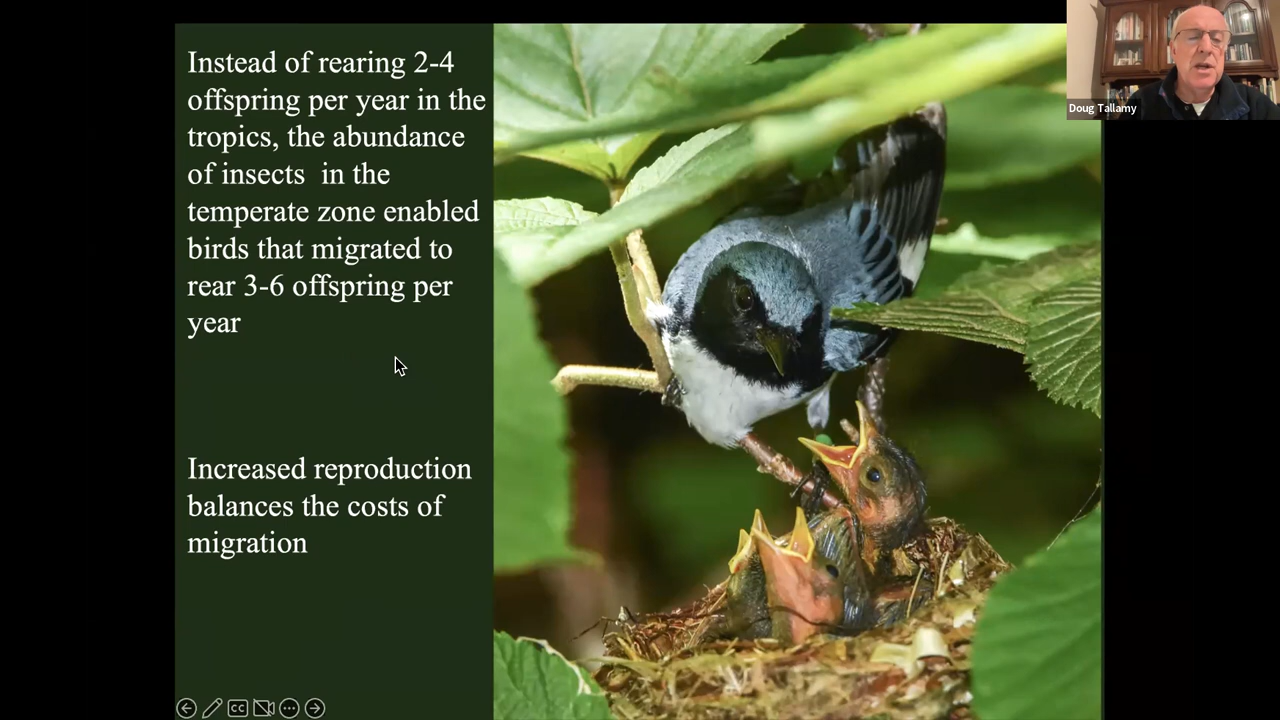 Instead of rearing 2-4
offspring per year in the
tropics, the abundance
of insects  in the
temperate zone enabled
birds that migrated to
rear 3-6 offspring per
year
Increased reproduction
balances the costs of
migration
Doug Tallamy
CC